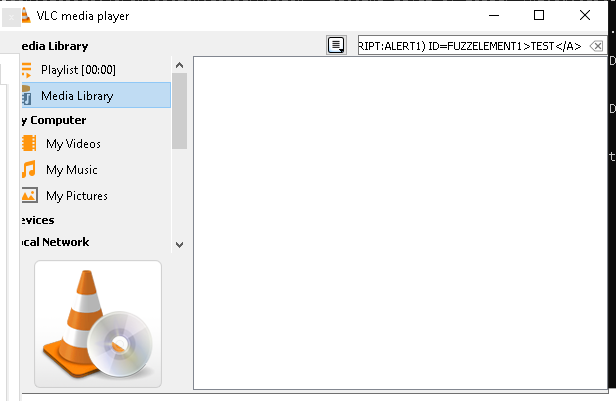 VLC media player
edia Library
RIPT:ALERT1) ID=FUZZELEMENT1>TEST</A>
Playlist [00:00]
Media Library
y Computer
My Videos
My Music
My Pictures
evices
ocal Network
.
D
D
t